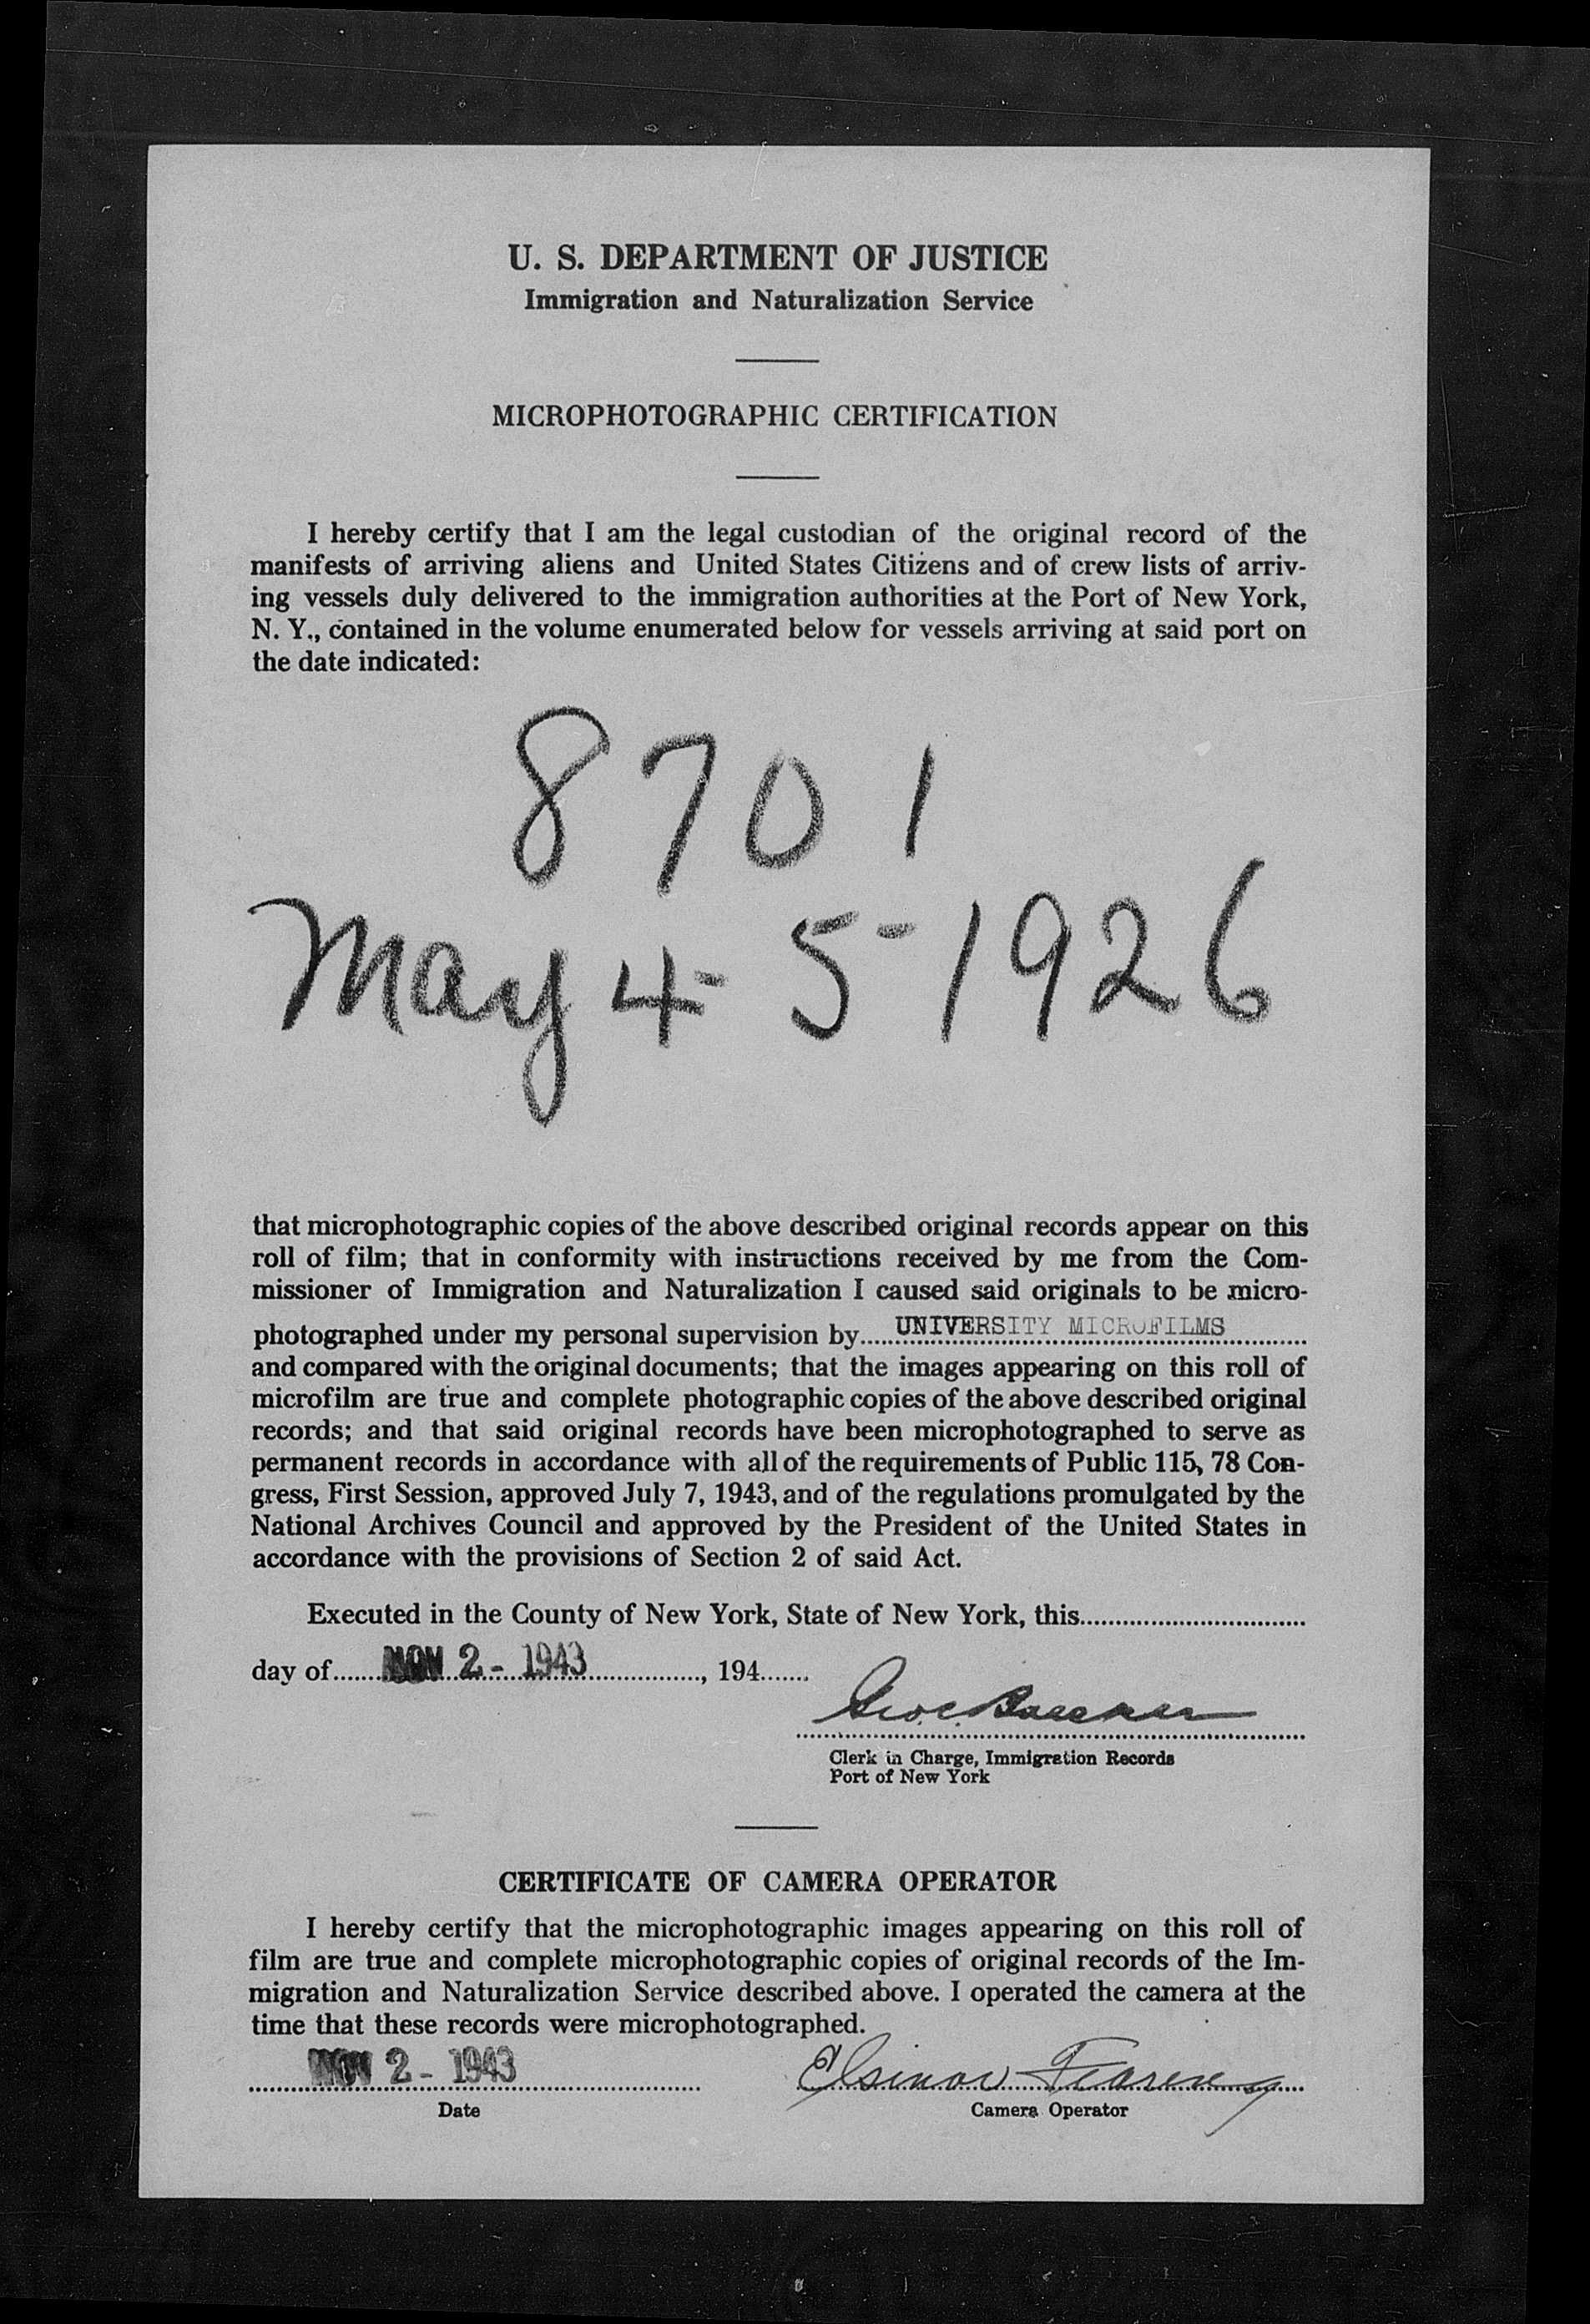 U. S. DEPARTMENT OF JUSTICE
Immigration and Naturalization Service
MICROPHOTOGRAPHIC CERTIFICATION
I hereby certify that I am the legal custodian of the original record of the
manifests of arriving aliens and United States Citizens and of crew lists of arriv-
ing vessels duly delivered to the immigration authorities at the Port of New York,
N. Y., contained in the volume enumerated below for vessels arriving at said port on
the date indicated:
8701
May 4-5-1926
that microphotographic copies of the above described original records appear on this
roll of film; that in conformity with instructions received by me from the Com-
missioner of Immigration and Naturalization I caused said originals to be micro-
photographed under my personal supervision by UNIVERSITY MICROFILMS
and compared with the original documents; that the images appearing on this roll of
microfilm are true and complete photographic copies of the above described original
records; and that said original records have been microphotographed to serve as
permanent records in accordance with all of the requirements of Public 115, 78 Con-
gress, First Session, approved July 7, 1943, and of the regulations promulgated by the
National Archives Council and approved by the President of the United States in
accordance with the provisions of Section 2 of said Act.
Executed in the County of New York, State of New York, this
day of NOV 2 - 1943, 194
Clerk in Charge, Immigration Records
Port of New York
CERTIFICATE OF CAMERA OPERATOR
I hereby certify that the microphotographic images appearing on this roll of
film are true and complete microphotographic copies of original records of the Im-
migration and Naturalization Service described above. I operated the camera at the
time that these records were microphotographed.
NOV 2 - 1943
Date
Camera Operator